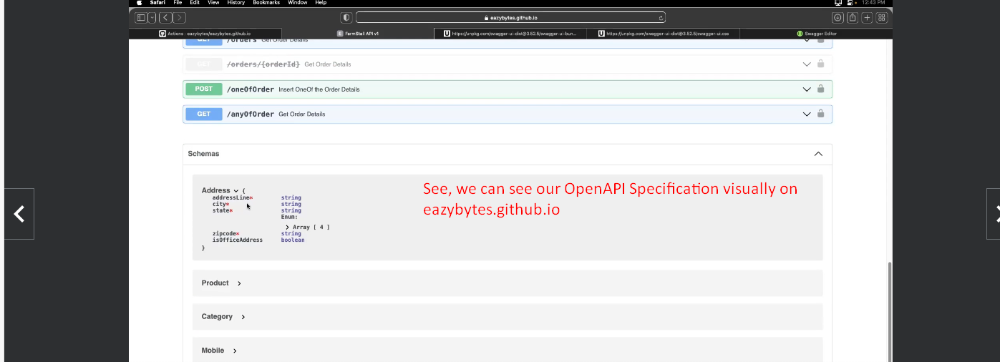 Safari File Edit View History Bookmarks Window Help 12:43 PM
eazybytes.github.io
Actions · eazybytes/eazybytes.github.io
FarmStall API v1
https://unpkg.com/swagger-ui-dist@3.52.5/swagger-ui-bun...
https://unpkg.com/swagger-ui-dist@3.52.5/swagger-ui.css
Swagger Editor
GET /orders Get Order Details
GET /orders/{orderId} Get Order Details
POST /oneOfOrder Insert OneOf the Order Details
GET /anyOfOrder Get Order Details
Schemas
Address {
addressLine* string
city* string
state* string
Enum:
Array [ 4 ]
zipcode* string
isOfficeAddress boolean
}
See, we can see our OpenAPI Specification visually on
eazybytes.github.io
Product
Category
Mobile